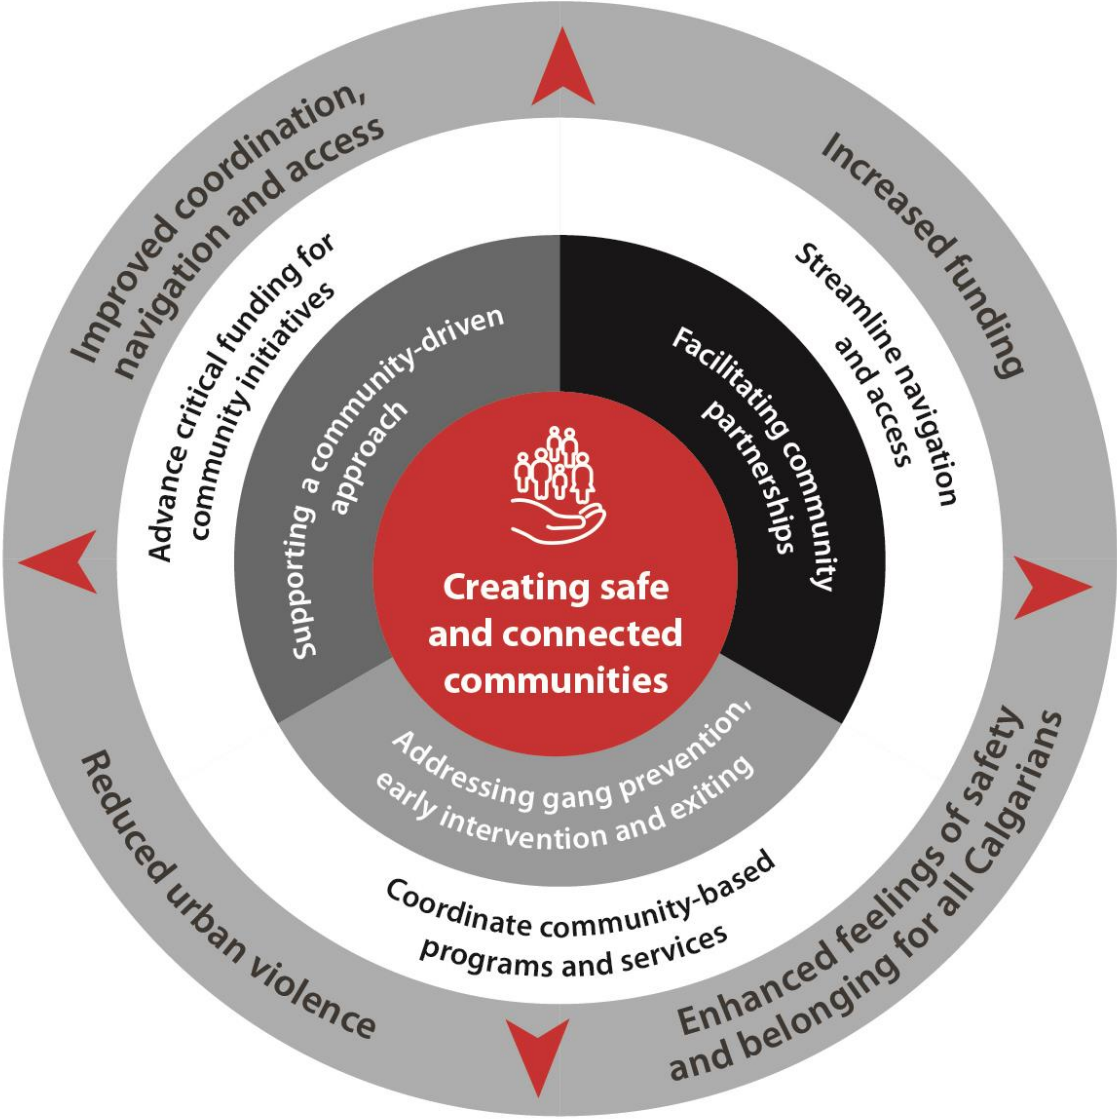 Improved coordination,
navigation and access
Increased funding
Advance critical funding for
community initiatives
Streamline navigation
and access
Supporting a community-driven
approach
Facilitating community
partnerships
Creating safe
and connected
communities
Addressing gang prevention,
early intervention and exiting
Coordinate community-based
programs and services
Reduced urban violence
Enhanced feelings of safety
and belonging for all Calgarians